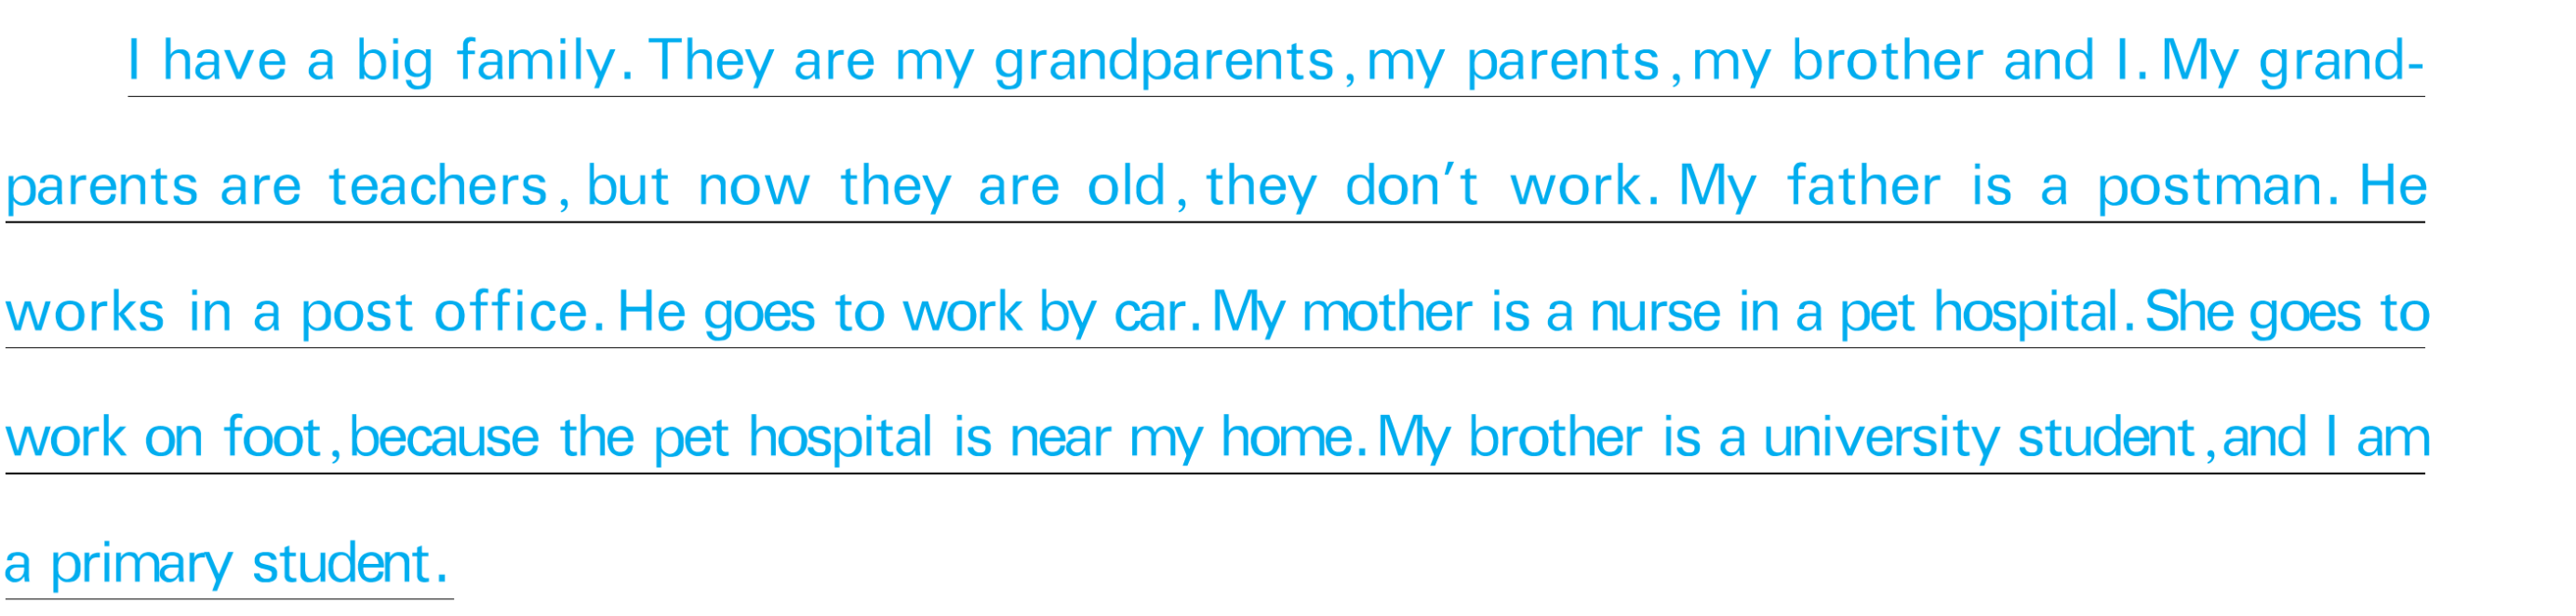 I have a big family. They are my grandparents, my parents, my brother and I. My grand-
parents are teachers, but now they are old, they don't work. My father is a postman. He
works in a post office. He goes to work by car. My mother is a nurse in a pet hospital. She goes to
work on foot, because the pet hospital is near my home. My brother is a university student, and I am
a primary student.